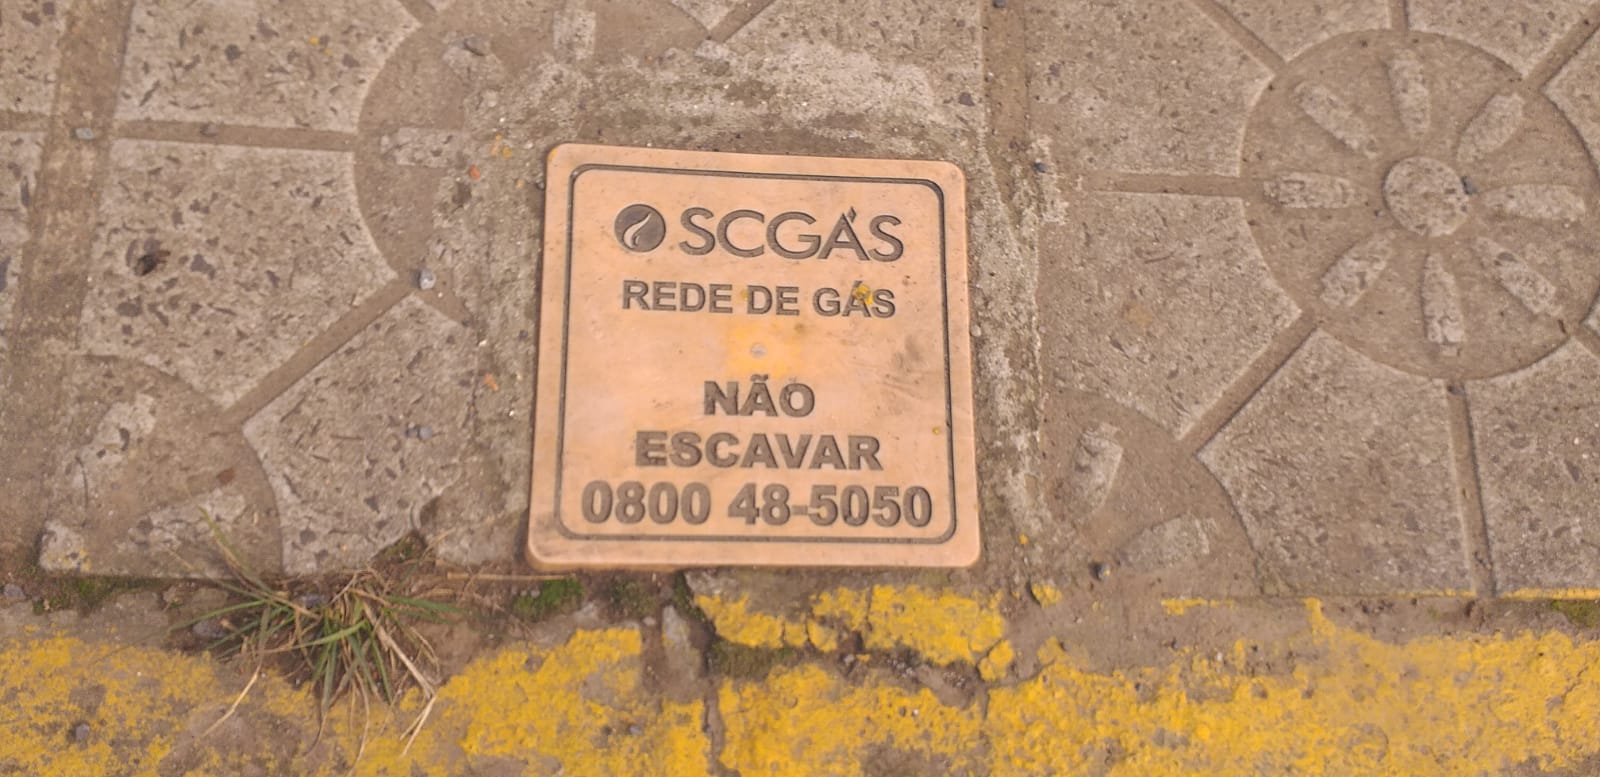 SCGÁS
REDE DE GÁS
NÃO
ESCAVAR
0800 48-5050